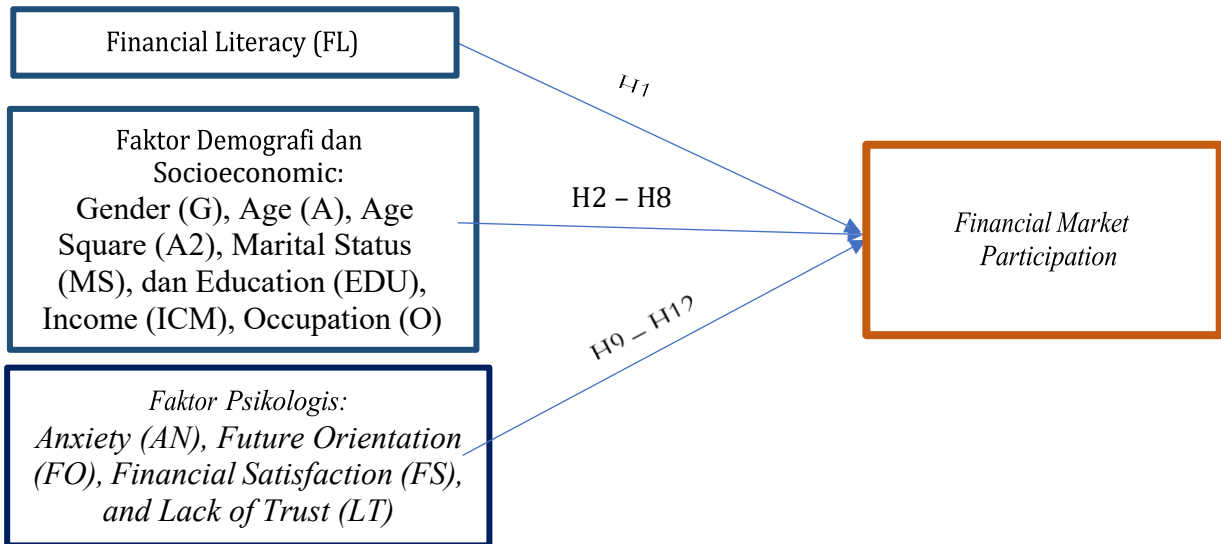 Financial Literacy (FL)
H1
Faktor Demografi dan
Socioeconomic:
Gender (G), Age (A), Age
Square (A2), Marital Status
(MS), dan Education (EDU),
Income (ICM), Occupation (O)
H2 – H8
Financial Market
Participation
H9 – H12
Faktor Psikologis:
Anxiety (AN), Future Orientation
(FO), Financial Satisfaction (FS),
and Lack of Trust (LT)